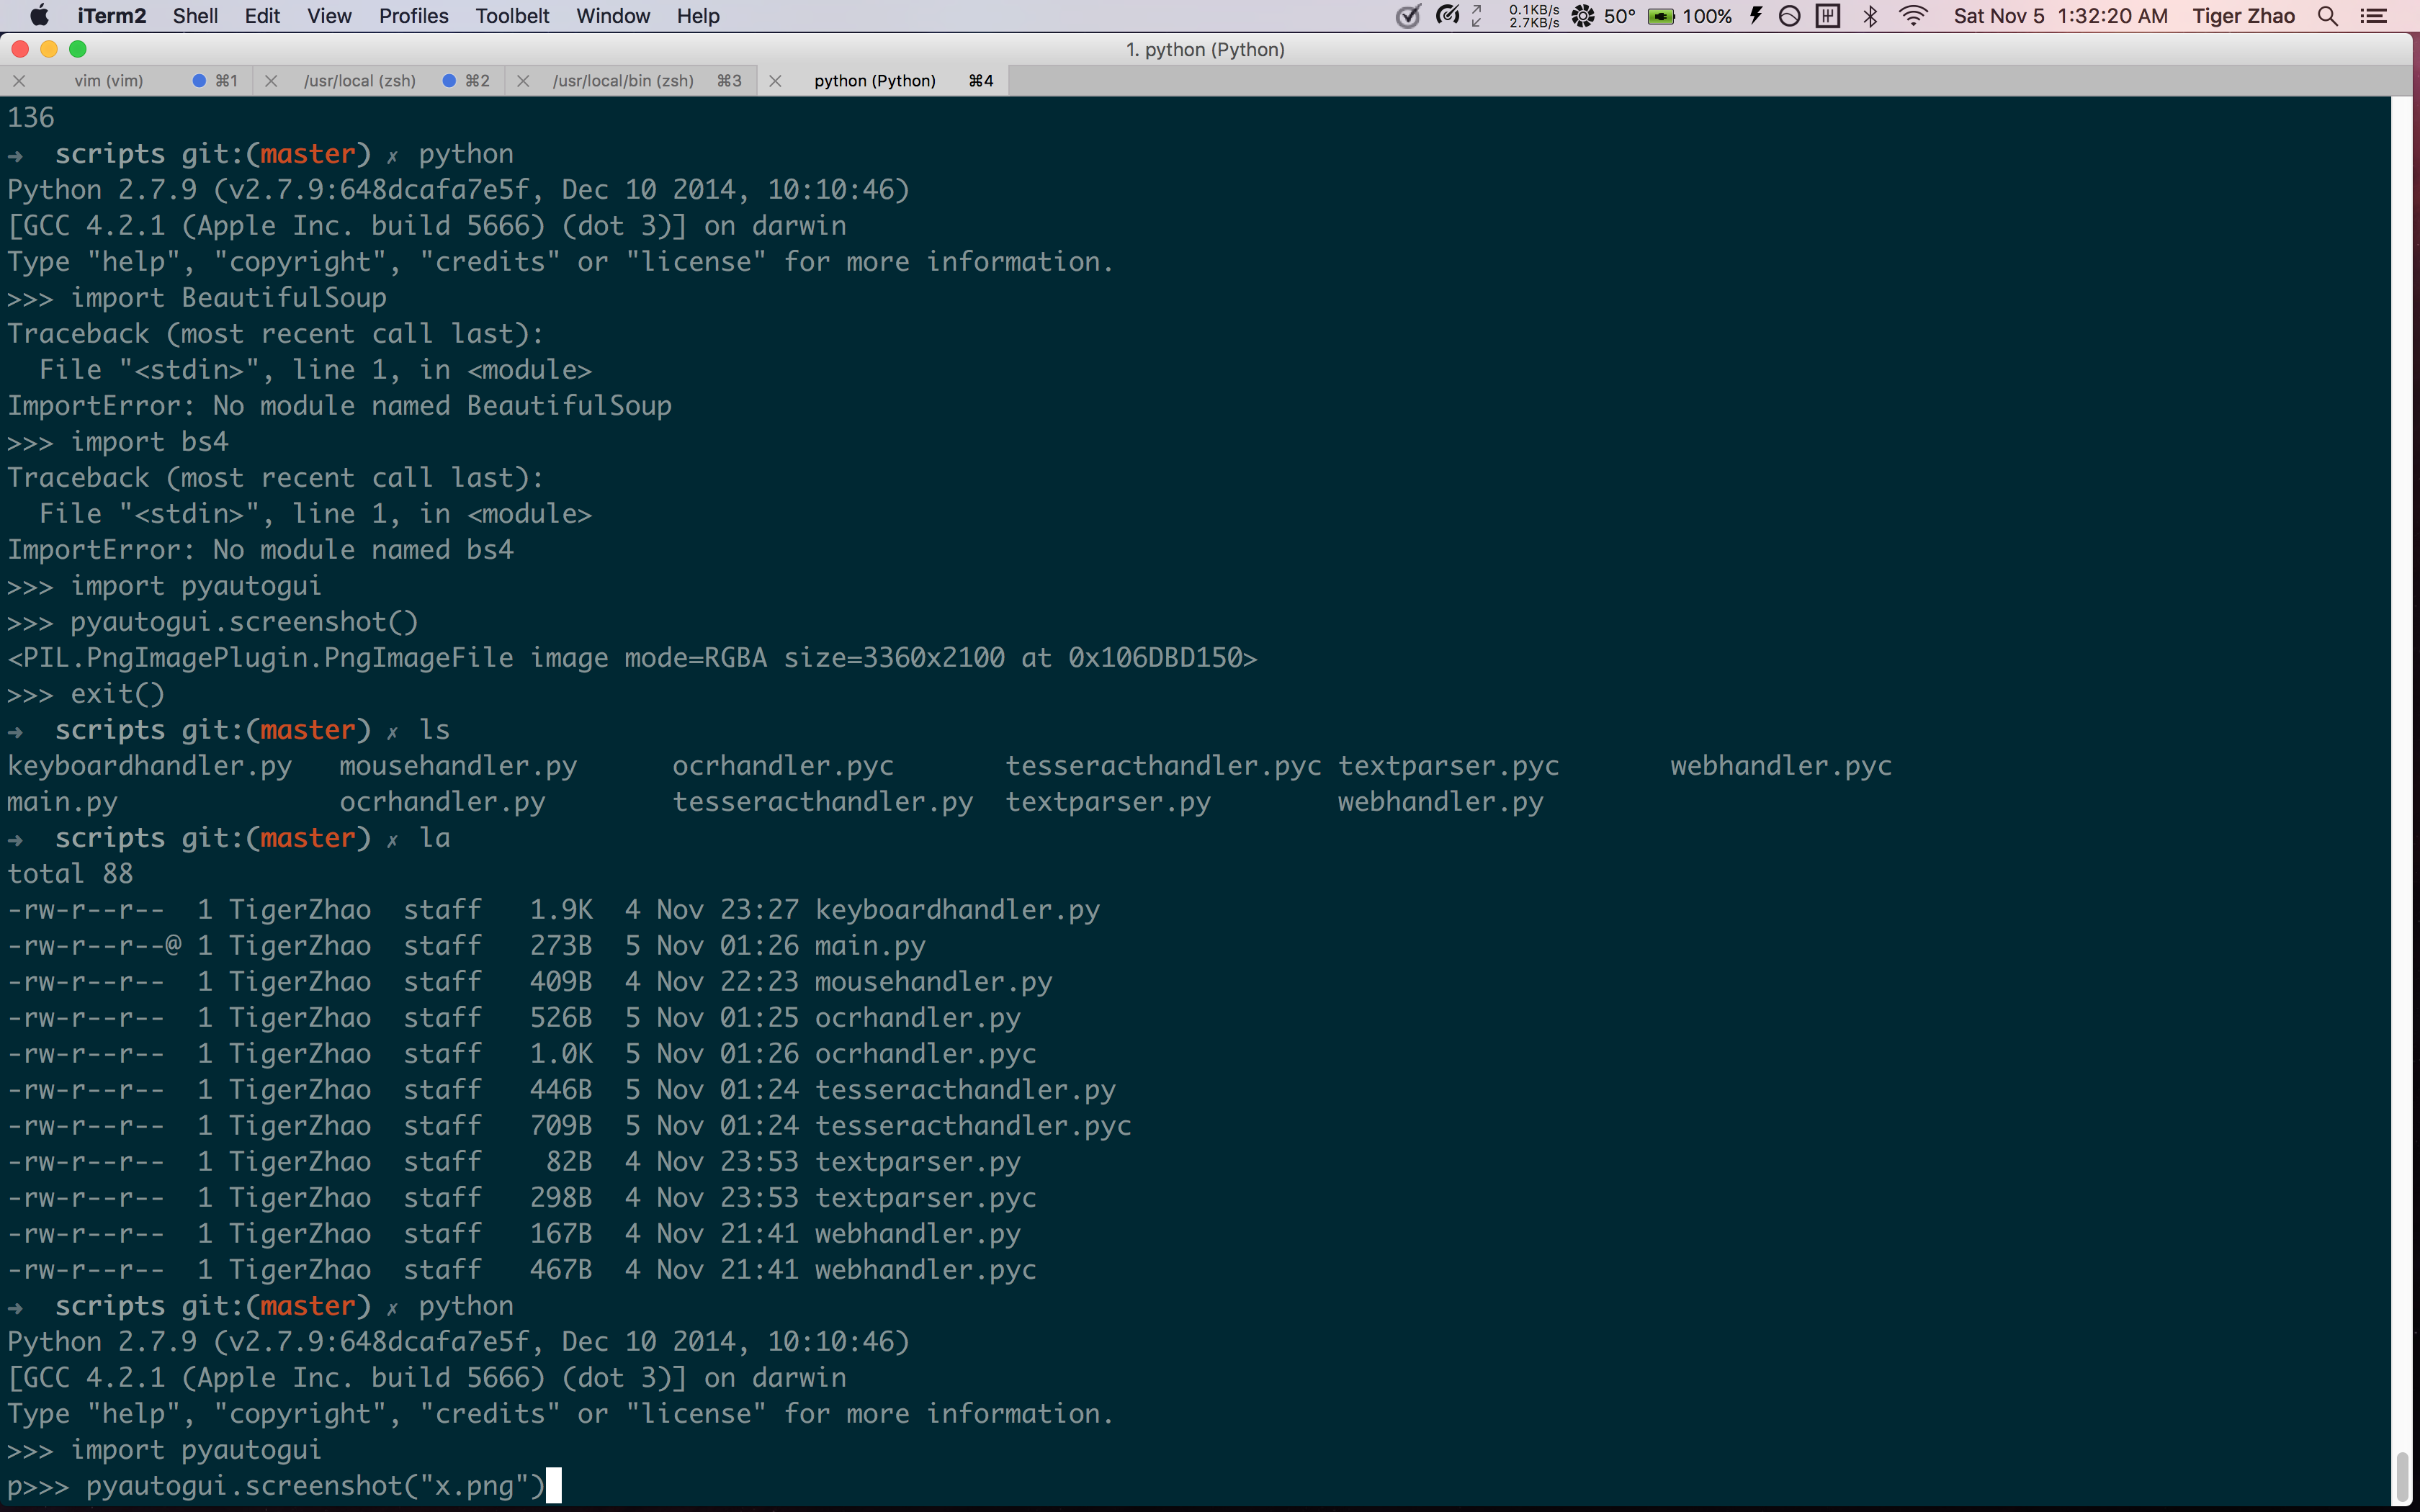 iTerm2 Shell Edit View Profiles Toolbelt Window Help 0.1KB/s 2.7KB/s 50° 100% Sat Nov 5 1:32:20 AM Tiger Zhao
1. python (Python)
vim (vim) ⌘1 /usr/local (zsh) ⌘2 /usr/local/bin (zsh) ⌘3 python (Python) ⌘4
136
➜  scripts git:(master) ✗ python
Python 2.7.9 (v2.7.9:648dcafa7e5f, Dec 10 2014, 10:10:46)
[GCC 4.2.1 (Apple Inc. build 5666) (dot 3)] on darwin
Type "help", "copyright", "credits" or "license" for more information.
>>> import BeautifulSoup
Traceback (most recent call last):
  File "<stdin>", line 1, in <module>
ImportError: No module named BeautifulSoup
>>> import bs4
Traceback (most recent call last):
  File "<stdin>", line 1, in <module>
ImportError: No module named bs4
>>> import pyautogui
>>> pyautogui.screenshot()
<PIL.PngImagePlugin.PngImageFile image mode=RGBA size=3360x2100 at 0x106DBD150>
>>> exit()
➜  scripts git:(master) ✗ ls
keyboardhandler.py   mousehandler.py      ocrhandler.pyc       tesseracthandler.pyc textparser.pyc       webhandler.pyc
main.py              ocrhandler.py        tesseracthandler.py  textparser.py        webhandler.py
➜  scripts git:(master) ✗ la
total 88
-rw-r--r--  1 TigerZhao  staff   1.9K  4 Nov 23:27 keyboardhandler.py
-rw-r--r--@ 1 TigerZhao  staff   273B  5 Nov 01:26 main.py
-rw-r--r--  1 TigerZhao  staff   409B  4 Nov 22:23 mousehandler.py
-rw-r--r--  1 TigerZhao  staff   526B  5 Nov 01:25 ocrhandler.py
-rw-r--r--  1 TigerZhao  staff   1.0K  5 Nov 01:26 ocrhandler.pyc
-rw-r--r--  1 TigerZhao  staff   446B  5 Nov 01:24 tesseracthandler.py
-rw-r--r--  1 TigerZhao  staff   709B  5 Nov 01:24 tesseracthandler.pyc
-rw-r--r--  1 TigerZhao  staff    82B  4 Nov 23:53 textparser.py
-rw-r--r--  1 TigerZhao  staff   298B  4 Nov 23:53 textparser.pyc
-rw-r--r--  1 TigerZhao  staff   167B  4 Nov 21:41 webhandler.py
-rw-r--r--  1 TigerZhao  staff   467B  4 Nov 21:41 webhandler.pyc
➜  scripts git:(master) ✗ python
Python 2.7.9 (v2.7.9:648dcafa7e5f, Dec 10 2014, 10:10:46)
[GCC 4.2.1 (Apple Inc. build 5666) (dot 3)] on darwin
Type "help", "copyright", "credits" or "license" for more information.
>>> import pyautogui
p>>> pyautogui.screenshot("x.png")